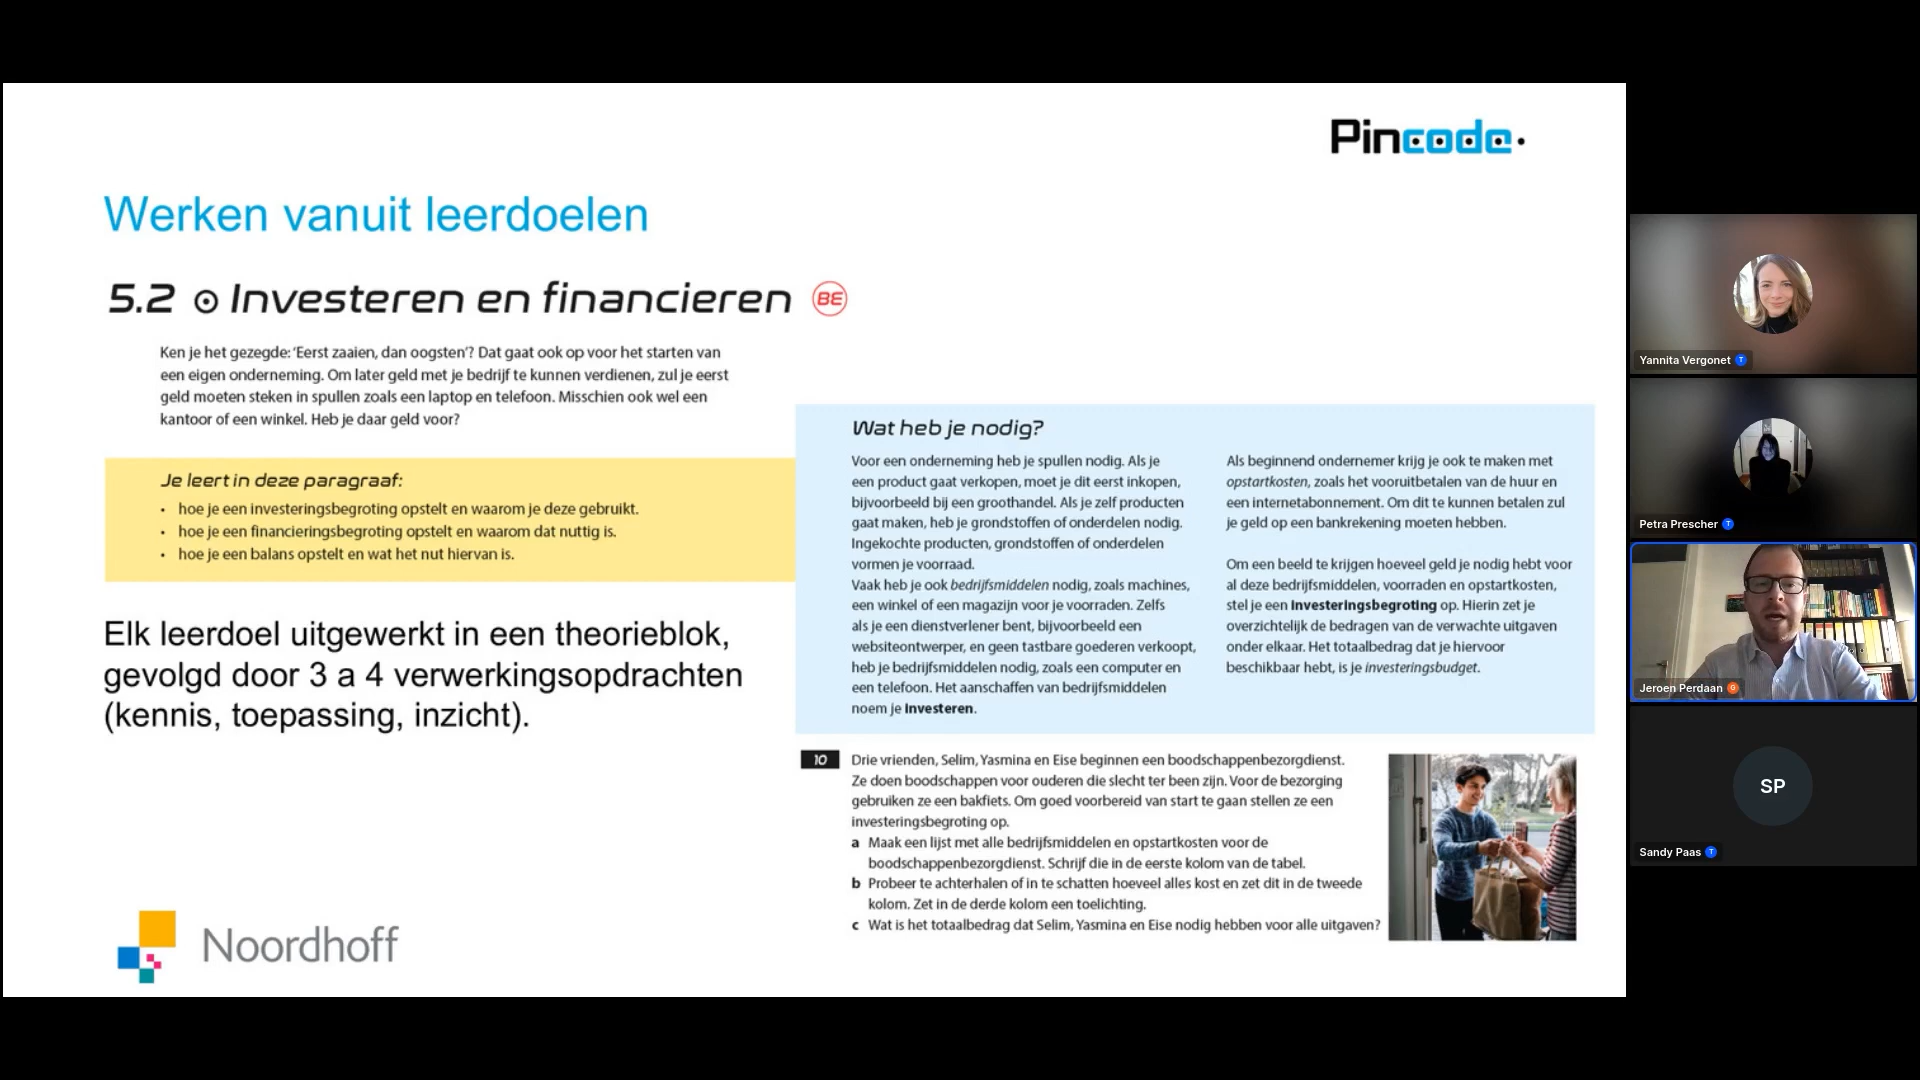 Pincode
Werken vanuit leerdoelen
5.2 Investeren en financieren BE
Ken je het gezegde: 'Eerst zaaien, dan oogsten'? Dat gaat ook op voor het starten van
een eigen onderneming. Om later geld met je bedrijf te kunnen verdienen, zul je eerst
geld moeten steken in spullen zoals een laptop en telefoon. Misschien ook wel een
kantoor of een winkel. Heb je daar geld voor?
Je leert in deze paragraaf:
• hoe je een investeringsbegroting opstelt en waarom je deze gebruikt.
• hoe je een financieringsbegroting opstelt en waarom dat nuttig is.
• hoe je een balans opstelt en wat het nut hiervan is.
Elk leerdoel uitgewerkt in een theorieblok,
gevolgd door 3 a 4 verwerkingsopdrachten
(kennis, toepassing, inzicht).
Wat heb je nodig?
Voor een onderneming heb je spullen nodig. Als je
een product gaat verkopen, moet je dit eerst inkopen,
bijvoorbeeld bij een groothandel. Als je zelf producten
gaat maken, heb je grondstoffen of onderdelen nodig.
Ingekochte producten, grondstoffen of onderdelen
vormen je voorraad.
Vaak heb je ook bedrijfsmiddelen nodig, zoals machines,
een winkel of een magazijn voor je voorraden. Zelfs
als je een dienstverlener bent, bijvoorbeeld een
websiteontwerper, en geen tastbare goederen verkoopt,
heb je bedrijfsmiddelen nodig, zoals een computer en
een telefoon. Het aanschaffen van bedrijfsmiddelen
noem je investeren.
Als beginnend ondernemer krijg je ook te maken met
opstartkosten, zoals het vooruitbetalen van de huur en
een internetabonnement. Om dit te kunnen betalen zul
je geld op een bankrekening moeten hebben.
Om een beeld te krijgen hoeveel geld je nodig hebt voor
al deze bedrijfsmiddelen, voorraden en opstartkosten,
stel je een investeringsbegroting op. Hierin zet je
overzichtelijk de bedragen van de verwachte uitgaven
onder elkaar. Het totaalbedrag dat je hiervoor
beschikbaar hebt, is je investeringsbudget.
10 Drie vrienden, Selim, Yasmina en Eise beginnen een boodschappenbezorgdienst.
Ze doen boodschappen voor ouderen die slecht ter been zijn. Voor de bezorging
gebruiken ze een bakfiets. Om goed voorbereid van start te gaan stellen ze een
investeringsbegroting op.
a Maak een lijst met alle bedrijfsmiddelen en opstartkosten voor de
boodschappenbezorgdienst. Schrijf die in de eerste kolom van de tabel.
b Probeer te achterhalen of in te schatten hoeveel alles kost en zet dit in de tweede
kolom. Zet in de derde kolom een toelichting.
c Wat is het totaalbedrag dat Selim, Yasmina en Eise nodig hebben voor alle uitgaven?
Noordhoff
Yannita Vergonet T
Petra Prescher T
Jeroen Perdaan O
SP
Sandy Paas T